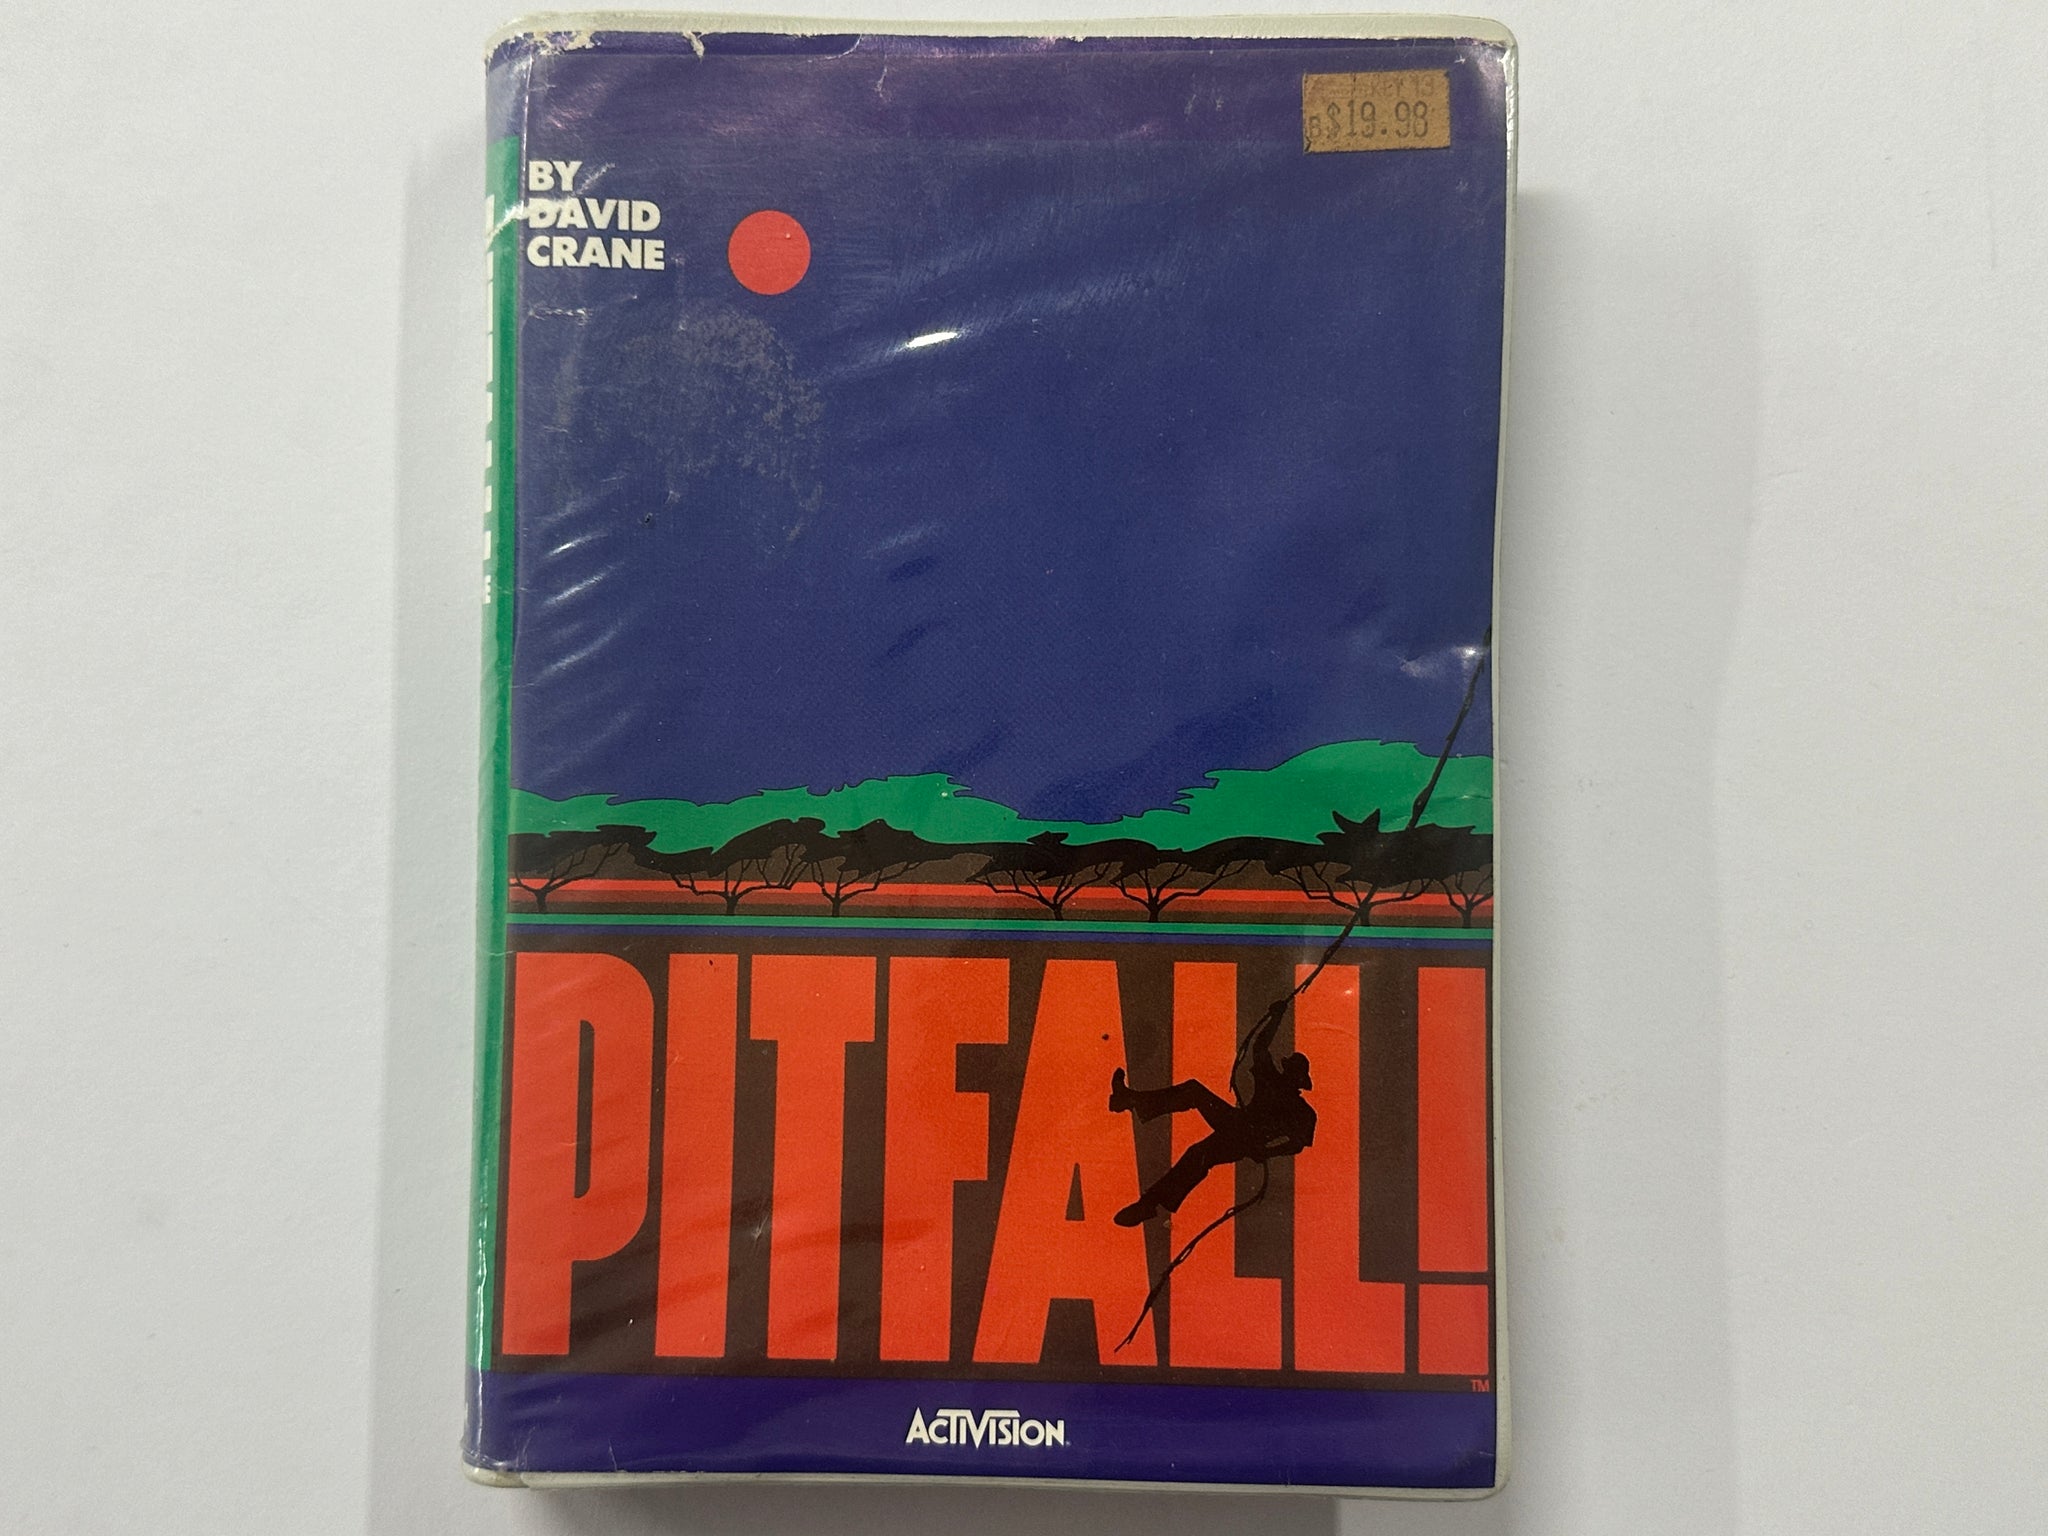 $19.98
BY
DAVID
CRANE
PITFALL!
TM
ACTIVISION